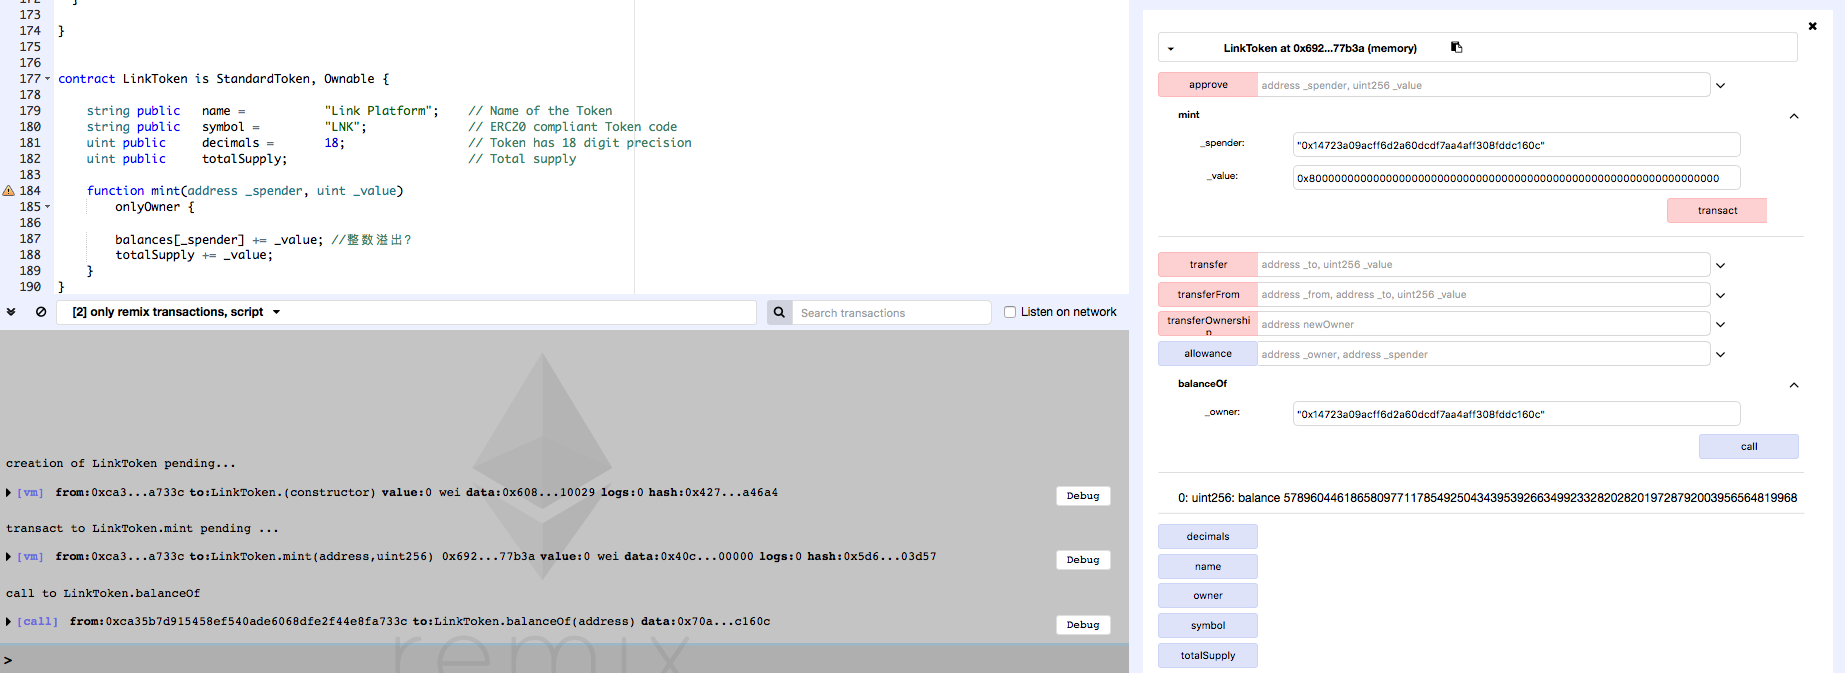 172 }
173
174 }
175
176
177 contract LinkToken is StandardToken, Ownable {
178
179 string public name = "Link Platform"; // Name of the Token
180 string public symbol = "LNK"; // ERC20 compliant Token code
181 uint public decimals = 18; // Token has 18 digit precision
182 uint public totalSupply; // Total supply
183
184 function mint(address _spender, uint _value)
185 onlyOwner {
186
187 balances[_spender] += _value; //整数溢出?
188 totalSupply += _value;
189 }
190 }
[2] only remix transactions, script
Search transactions
Listen on network
creation of LinkToken pending...
[vm] from:0xca3...a733c to:LinkToken.(constructor) value:0 wei data:0x608...10029 logs:0 hash:0x427...a46a4
Debug
transact to LinkToken.mint pending ...
[vm] from:0xca3...a733c to:LinkToken.mint(address,uint256) 0x692...77b3a value:0 wei data:0x40c...00000 logs:0 hash:0x5d6...03d57
Debug
call to LinkToken.balanceOf
[call] from:0xca35b7d915458ef540ade6068dfe2f44e8fa733c to:LinkToken.balanceOf(address) data:0x70a...c160c
Debug
>
remix
LinkToken at 0x692...77b3a (memory)
approve address _spender, uint256 _value
mint
_spender: "0x14723a09acff6d2a60dcdf7aa4aff308fddc160c"
_value: 0x8000000000000000000000000000000000000000000000000000000000000000
transact
transfer address _to, uint256 _value
transferFrom address _from, address _to, uint256 _value
transferOwnership address newOwner
allowance address _owner, address _spender
balanceOf
_owner: "0x14723a09acff6d2a60dcdf7aa4aff308fddc160c"
call
0: uint256: balance 57896044618658097711785492504343953926634992332820282019728792003956564819968
decimals
name
owner
symbol
totalSupply